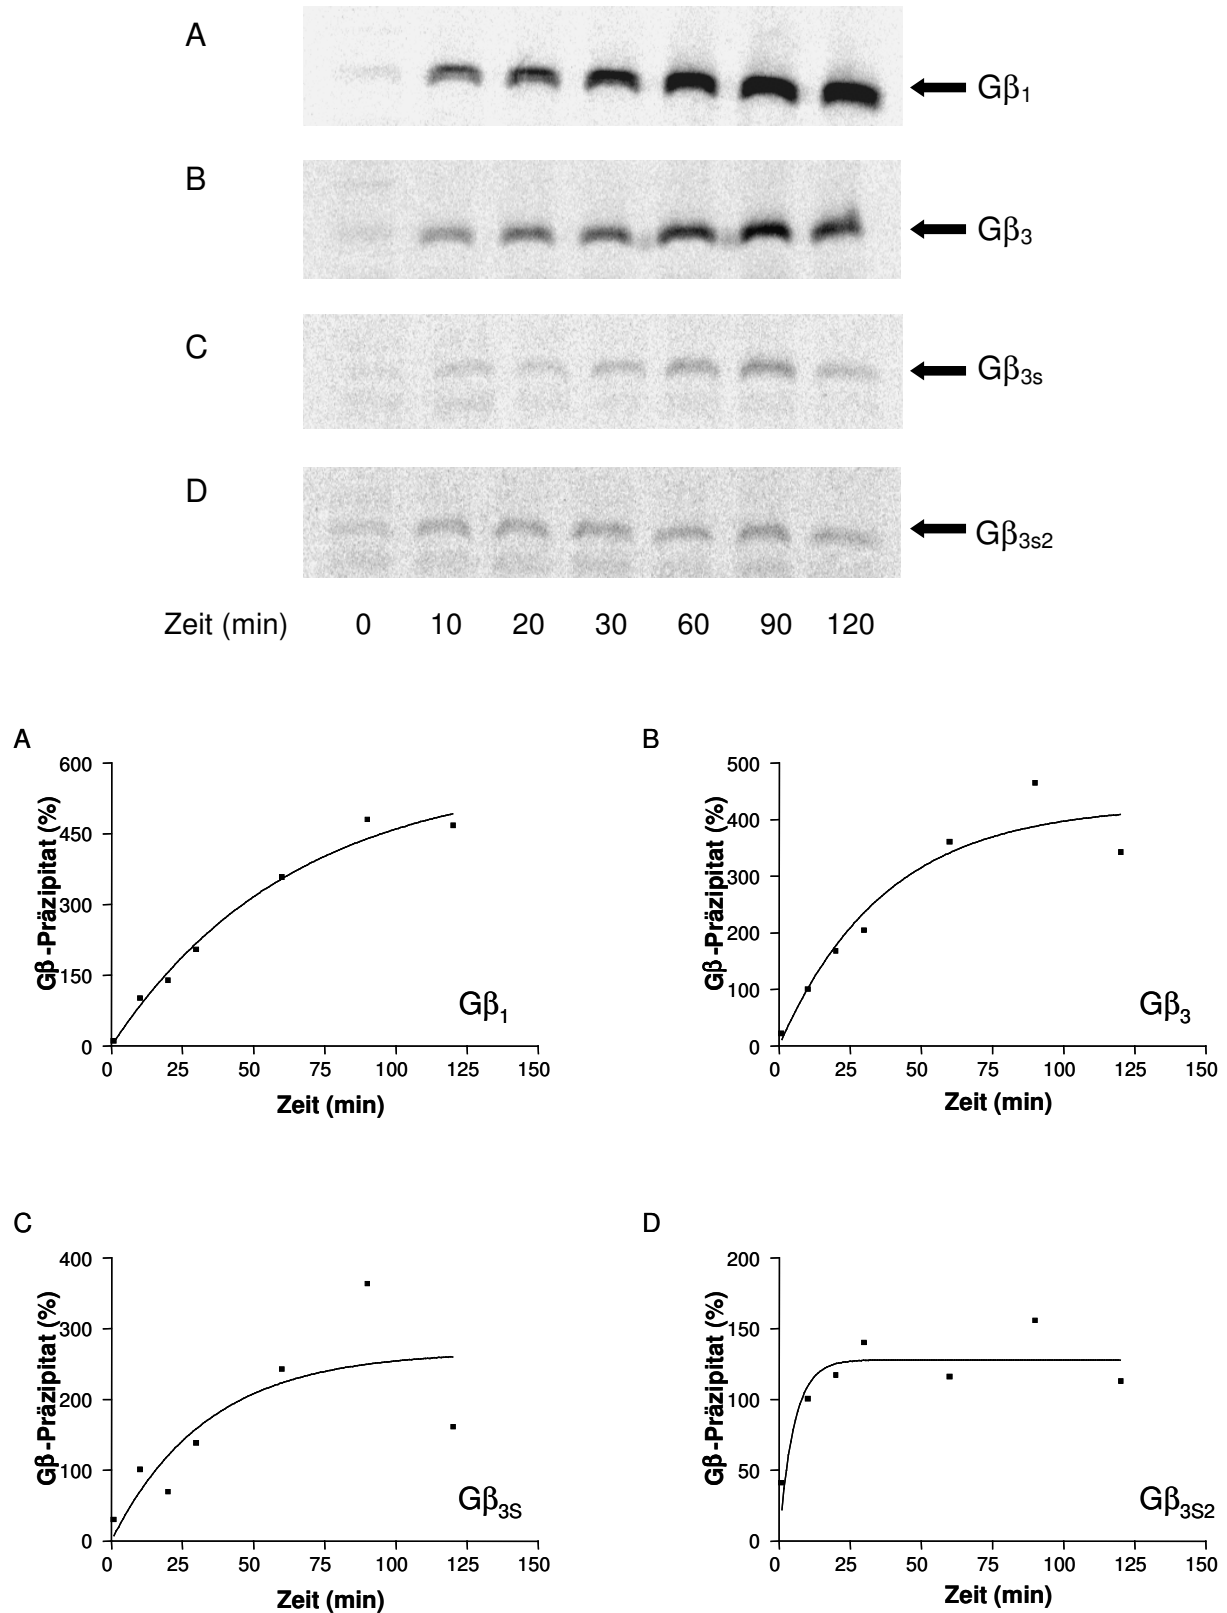 A
Gβ1
B
Gβ3
C
Gβ3s
D
Gβ3s2
Zeit (min) 0 10 20 30 60 90 120
A
600
450
300
150
0
0 25 50 75 100 125 150
Gβ -Präzipitat (%)
Zeit (min)
Gβ1
B
500
400
300
200
100
0
0 25 50 75 100 125 150
Gβ -Präzipitat (%)
Zeit (min)
Gβ3
C
400
300
200
100
0
0 25 50 75 100 125 150
Gβ -Präzipitat (%)
Zeit (min)
Gβ3S
D
200
150
100
50
0
0 25 50 75 100 125 150
Gβ -Präzipitat (%)
Zeit (min)
Gβ3S2